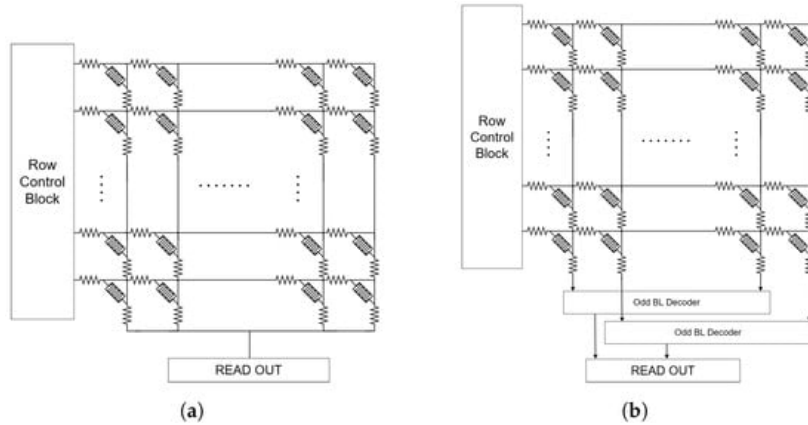 Row
Control
Block
READ OUT
(a)
Row
Control
Block
Odd BL Decoder
Odd BL Decoder
READ OUT
(b)